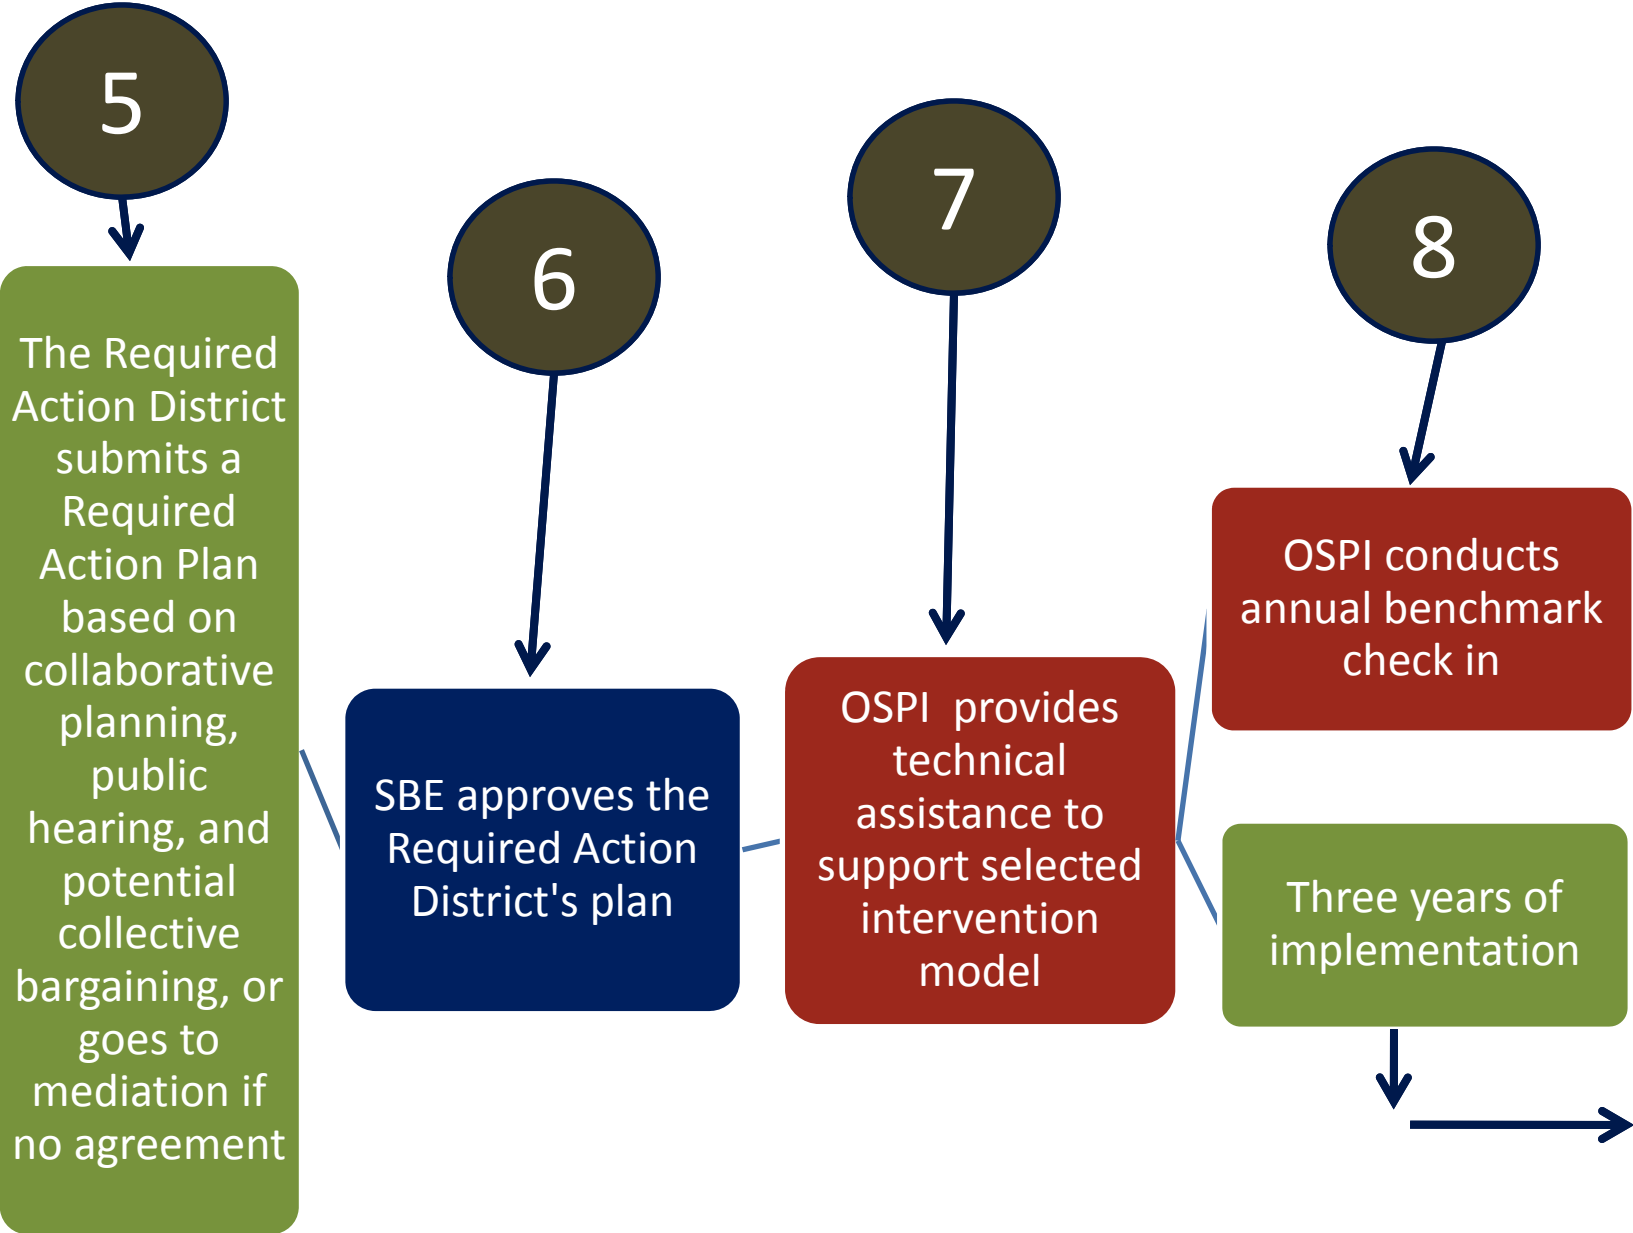 5
The Required
Action District
submits a
Required
Action Plan
based on
collaborative
planning,
public
hearing, and
potential
collective
bargaining, or
goes to
mediation if
no agreement
6
SBE approves the
Required Action
District's plan
7
OSPI  provides
technical
assistance to
support selected
intervention
model
8
OSPI conducts
annual benchmark
check in
Three years of
implementation